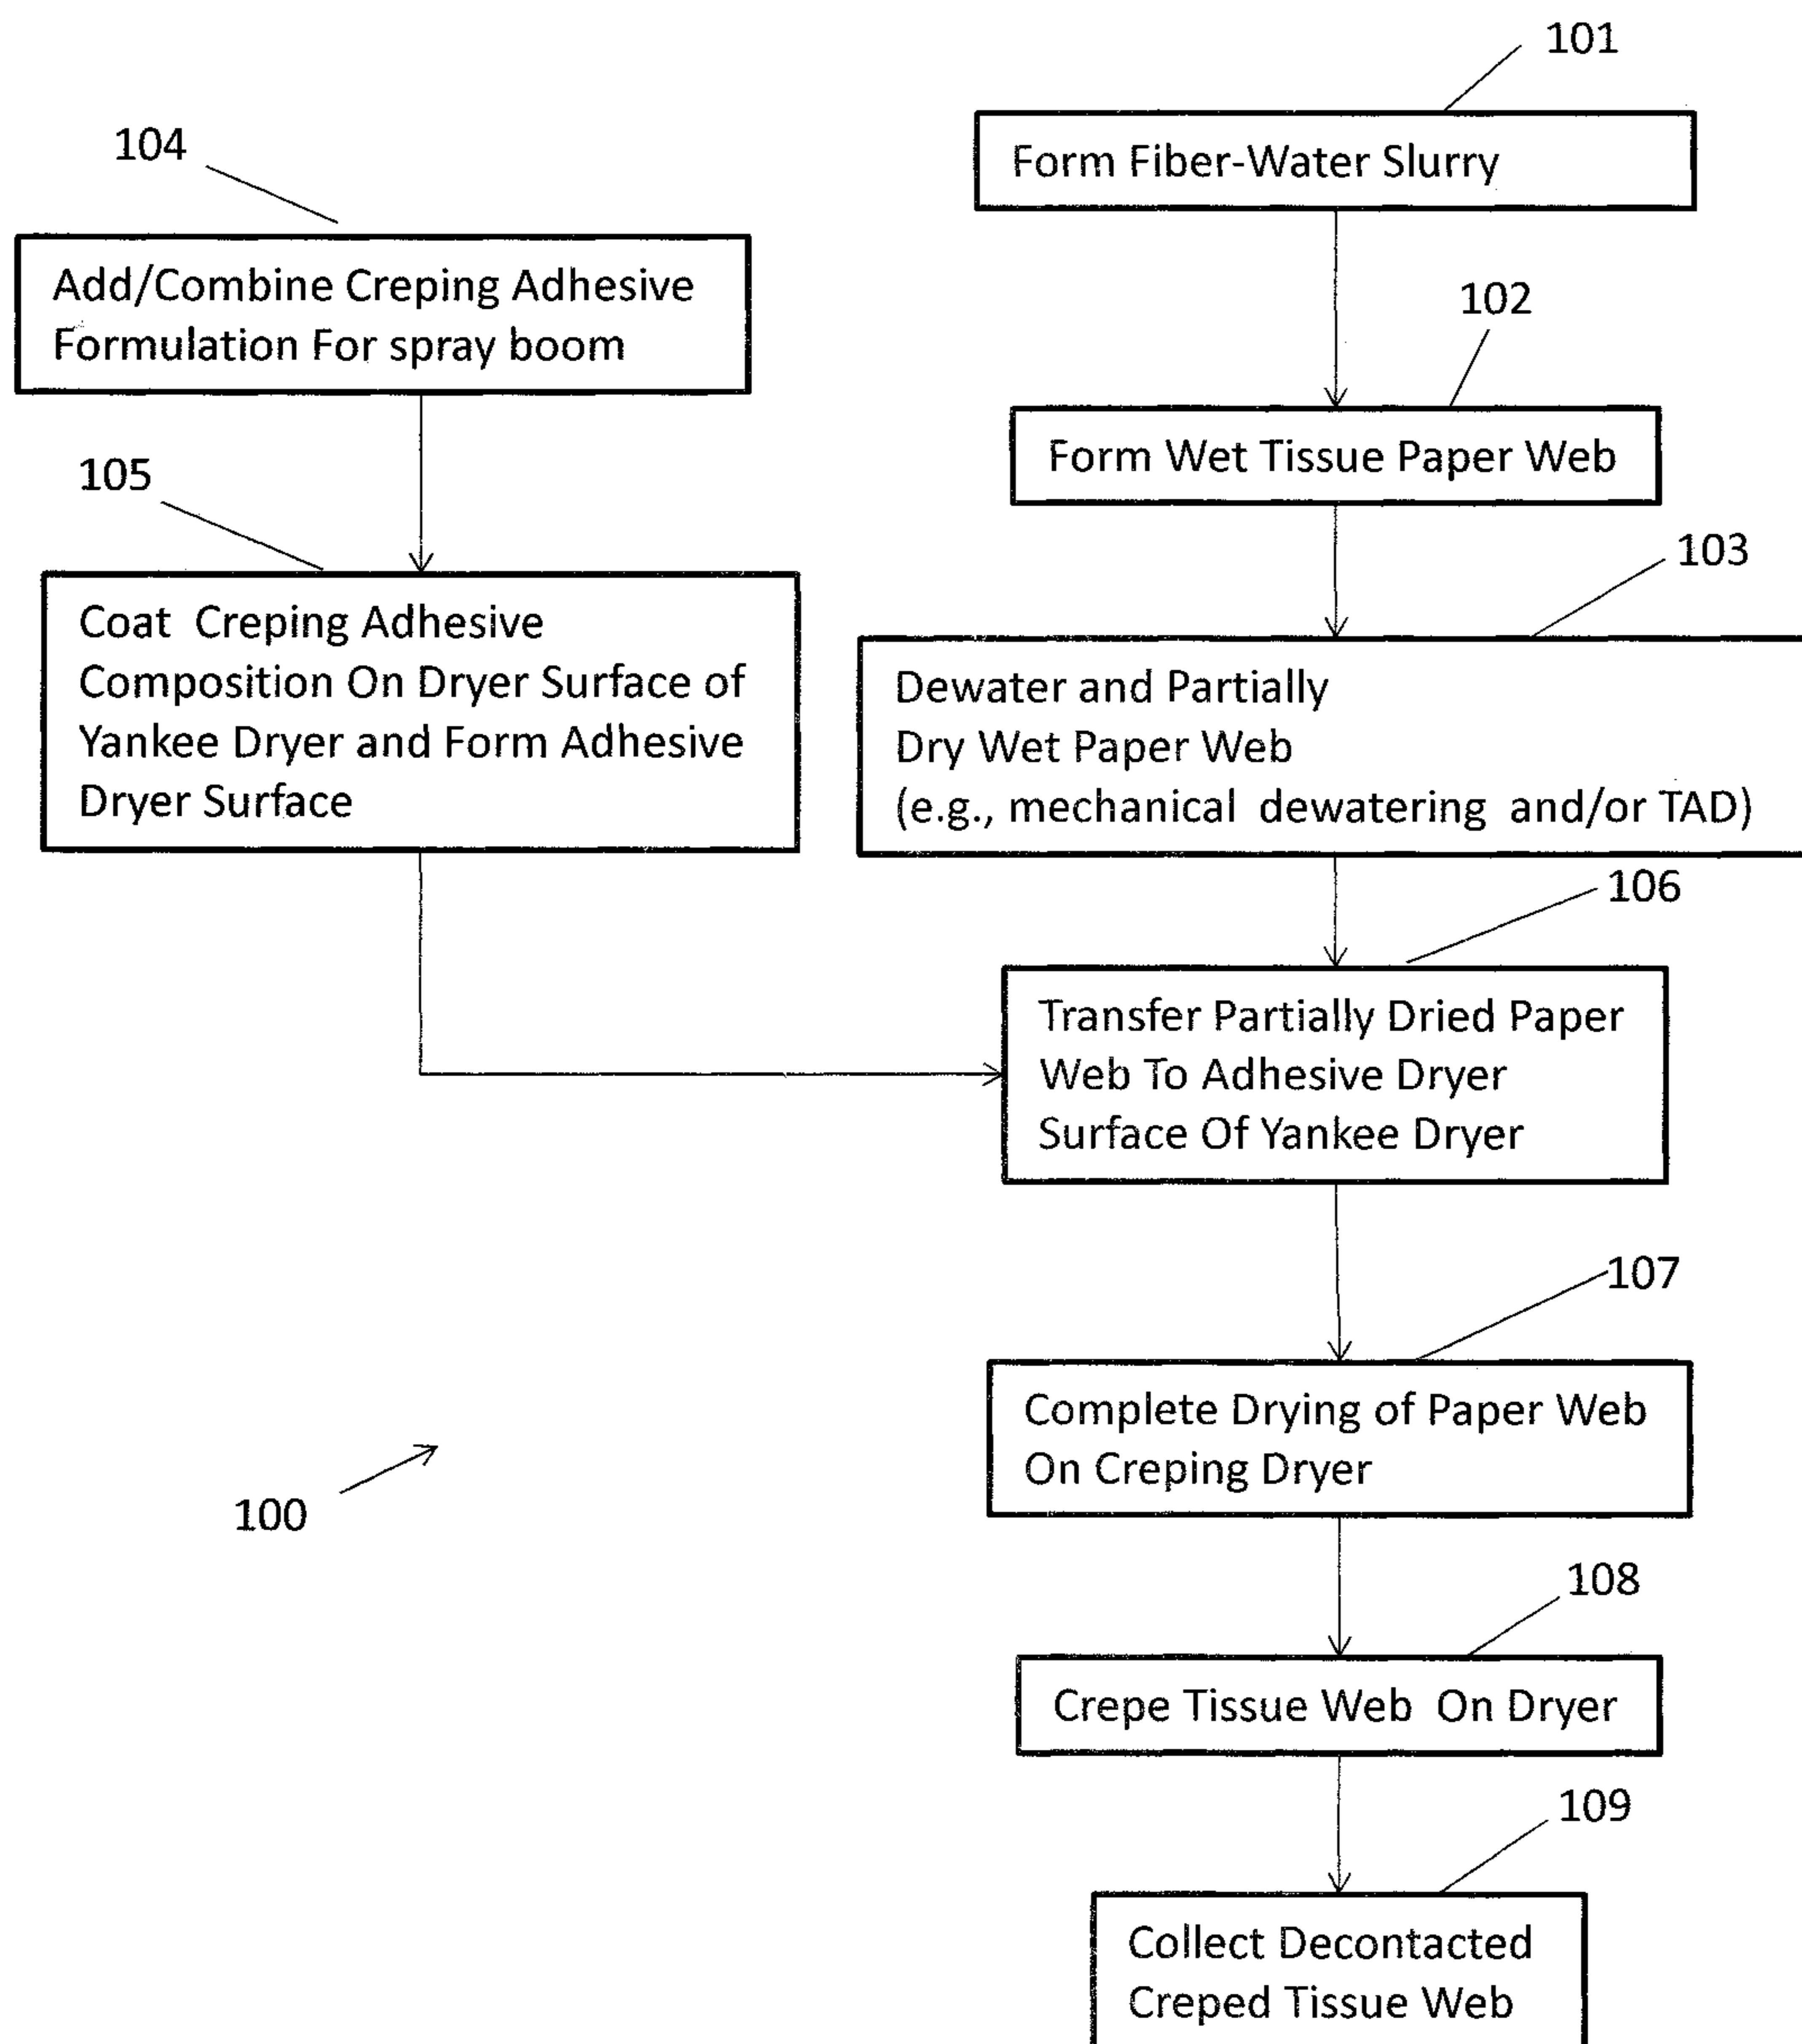 101
Form Fiber-Water Slurry
104
Add/Combine Creping Adhesive
Formulation For spray boom
102
Form Wet Tissue Paper Web
105
Coat Creping Adhesive
Composition On Dryer Surface of
Yankee Dryer and Form Adhesive
Dryer Surface
103
Dewater and Partially
Dry Wet Paper Web
(e.g., mechanical dewatering and/or TAD)
106
Transfer Partially Dried Paper
Web To Adhesive Dryer
Surface Of Yankee Dryer
107
Complete Drying of Paper Web
On Creping Dryer
100
108
Crepe Tissue Web On Dryer
109
Collect Decontacted
Creped Tissue Web